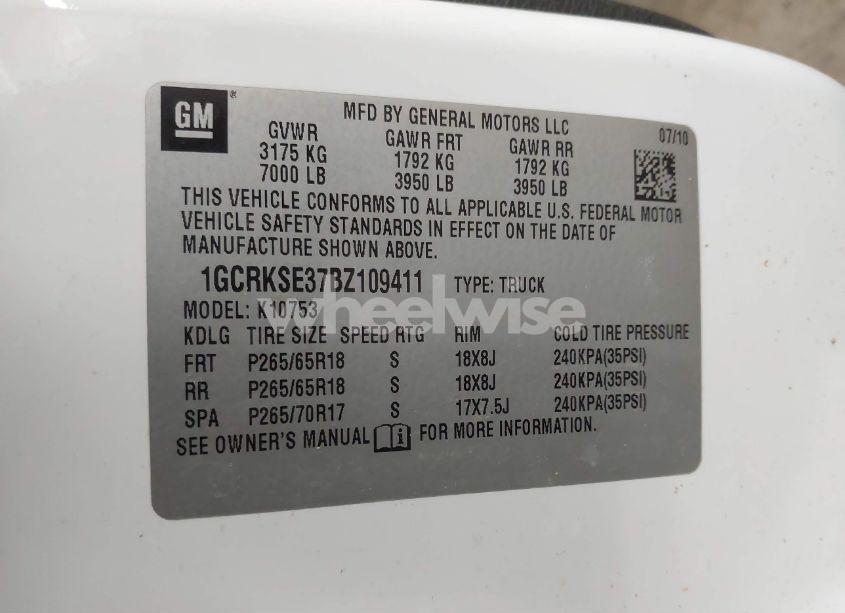 GM®
MFD BY GENERAL MOTORS LLC
07/10
GVWR GAWR FRT GAWR RR
3175 KG 1792 KG 1792 KG
7000 LB 3950 LB 3950 LB
THIS VEHICLE CONFORMS TO ALL APPLICABLE U.S. FEDERAL MOTOR
VEHICLE SAFETY STANDARDS IN EFFECT ON THE DATE OF
MANUFACTURE SHOWN ABOVE.
1GCRKSE37BZ109411 TYPE: TRUCK
wheelwise
MODEL: K10753
KDLG TIRE SIZE SPEED RTG RIM COLD TIRE PRESSURE
FRT P265/65R18 S 18X8J 240KPA(35PSI)
RR P265/65R18 S 18X8J 240KPA(35PSI)
SPA P265/70R17 S 17X7.5J 240KPA(35PSI)
SEE OWNER'S MANUAL i FOR MORE INFORMATION.